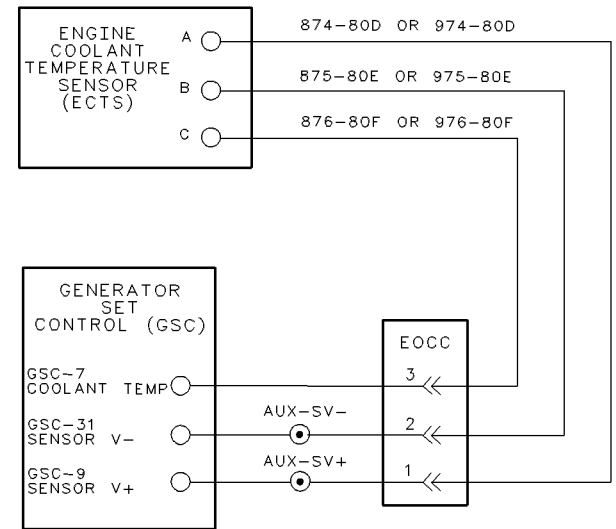 ENGINE
COOLANT
TEMPERATURE
SENSOR
(ECTS)
A
874-80D OR 974-80D
B
875-80E OR 975-80E
C
876-80F OR 976-80F
GENERATOR
SET
CONTROL (GSC)
EOCC
GSC-7
COOLANT TEMP
3
GSC-31
SENSOR V-
AUX-SV-
2
GSC-9
SENSOR V+
AUX-SV+
1